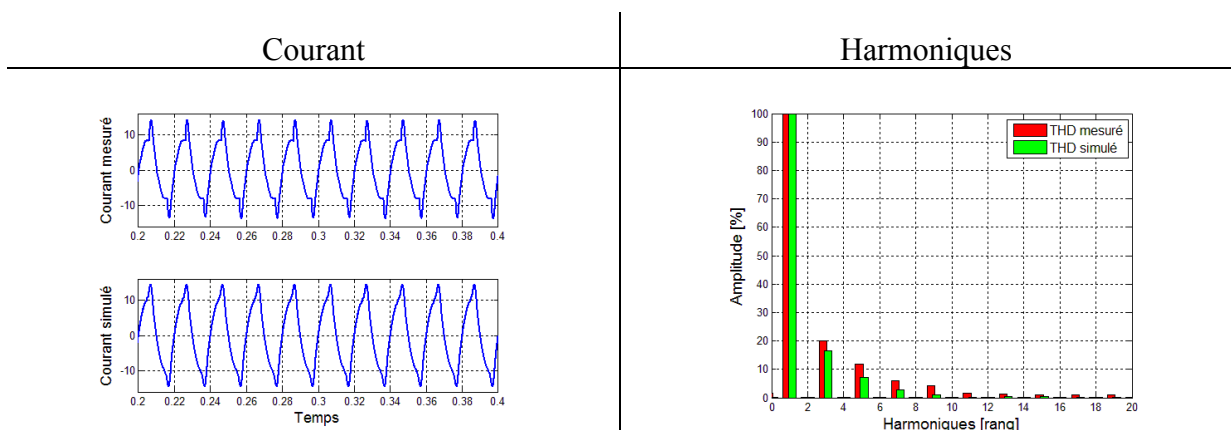 Courant
Harmoniques
Courant mesuré
10
0
-10
0.2 0.22 0.24 0.26 0.28 0.3 0.32 0.34 0.36 0.38 0.4
Courant simulé
10
0
-10
0.2 0.22 0.24 0.26 0.28 0.3 0.32 0.34 0.36 0.38 0.4
Temps
Amplitude [%]
100
90
80
70
60
50
40
30
20
10
0
THD mesuré
THD simulé
0 2 4 6 8 10 12 14 16 18 20
Harmoniques [rang]